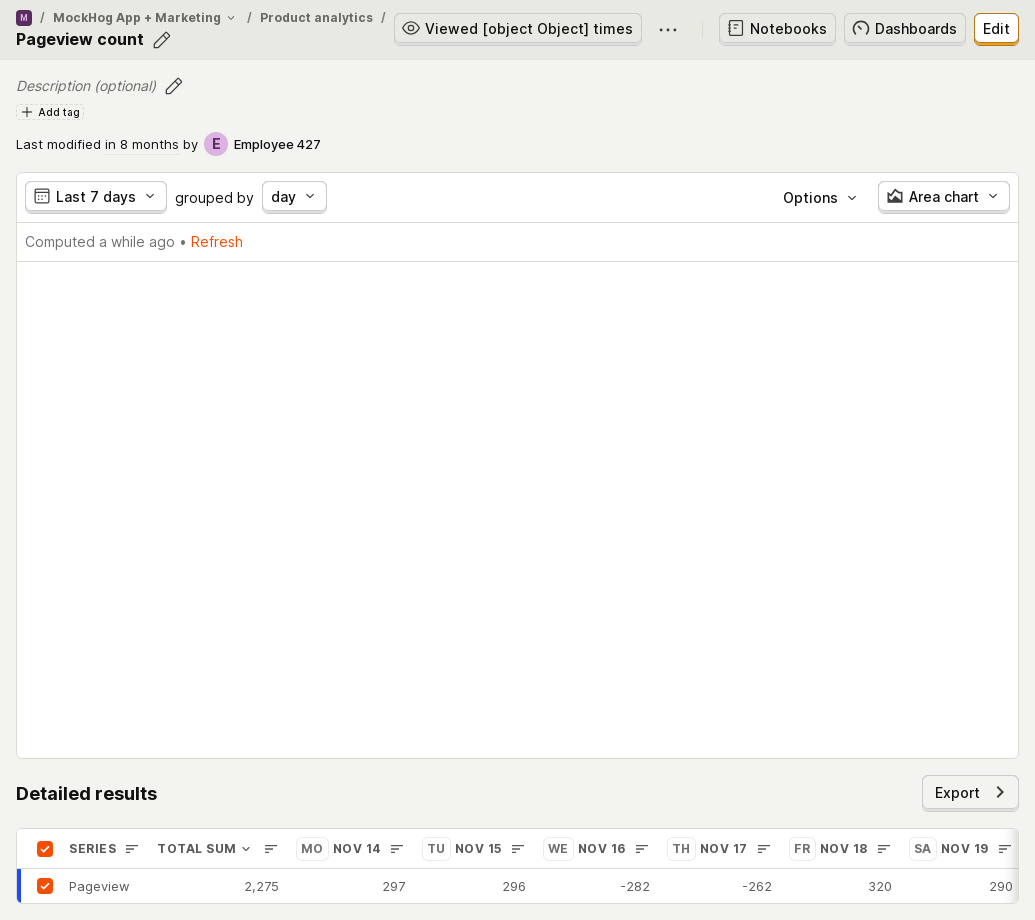 M / MockHog App + Marketing / Product analytics /
Pageview count
Viewed [object Object] times
Notebooks
Dashboards
Edit
Description (optional)
Add tag
Last modified in 8 months by E Employee 427
Last 7 days grouped by day
Options
Area chart
Computed a while ago • Refresh
Detailed results
Export
SERIES TOTAL SUM MO NOV 14 TU NOV 15 WE NOV 16 TH NOV 17 FR NOV 18 SA NOV 19
Pageview 2,275 297 296 -282 -262 320 290